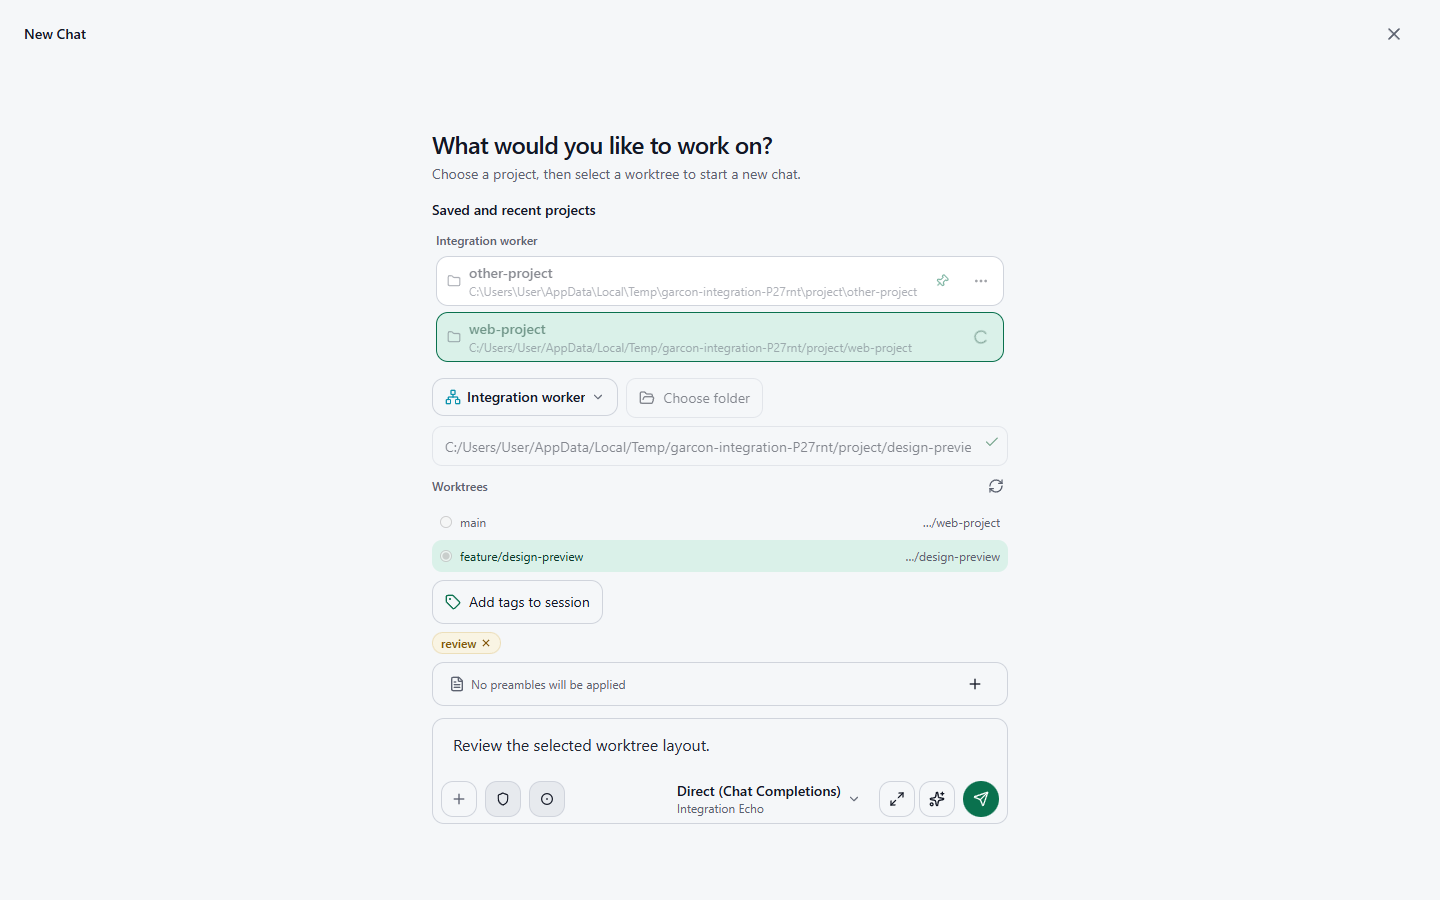 New Chat
What would you like to work on?
Choose a project, then select a worktree to start a new chat.
Saved and recent projects
Integration worker
other-project
C:\Users\User\AppData\Local\Temp\garcon-integration-P27rnt\project\other-project
web-project
C:/Users/User/AppData/Local/Temp/garcon-integration-P27rnt/project/web-project
Integration worker
Choose folder
C:/Users/User/AppData/Local/Temp/garcon-integration-P27rnt/project/design-previe
Worktrees
main .../web-project
feature/design-preview .../design-preview
Add tags to session
review
No preambles will be applied
Review the selected worktree layout.
Direct (Chat Completions)
Integration Echo